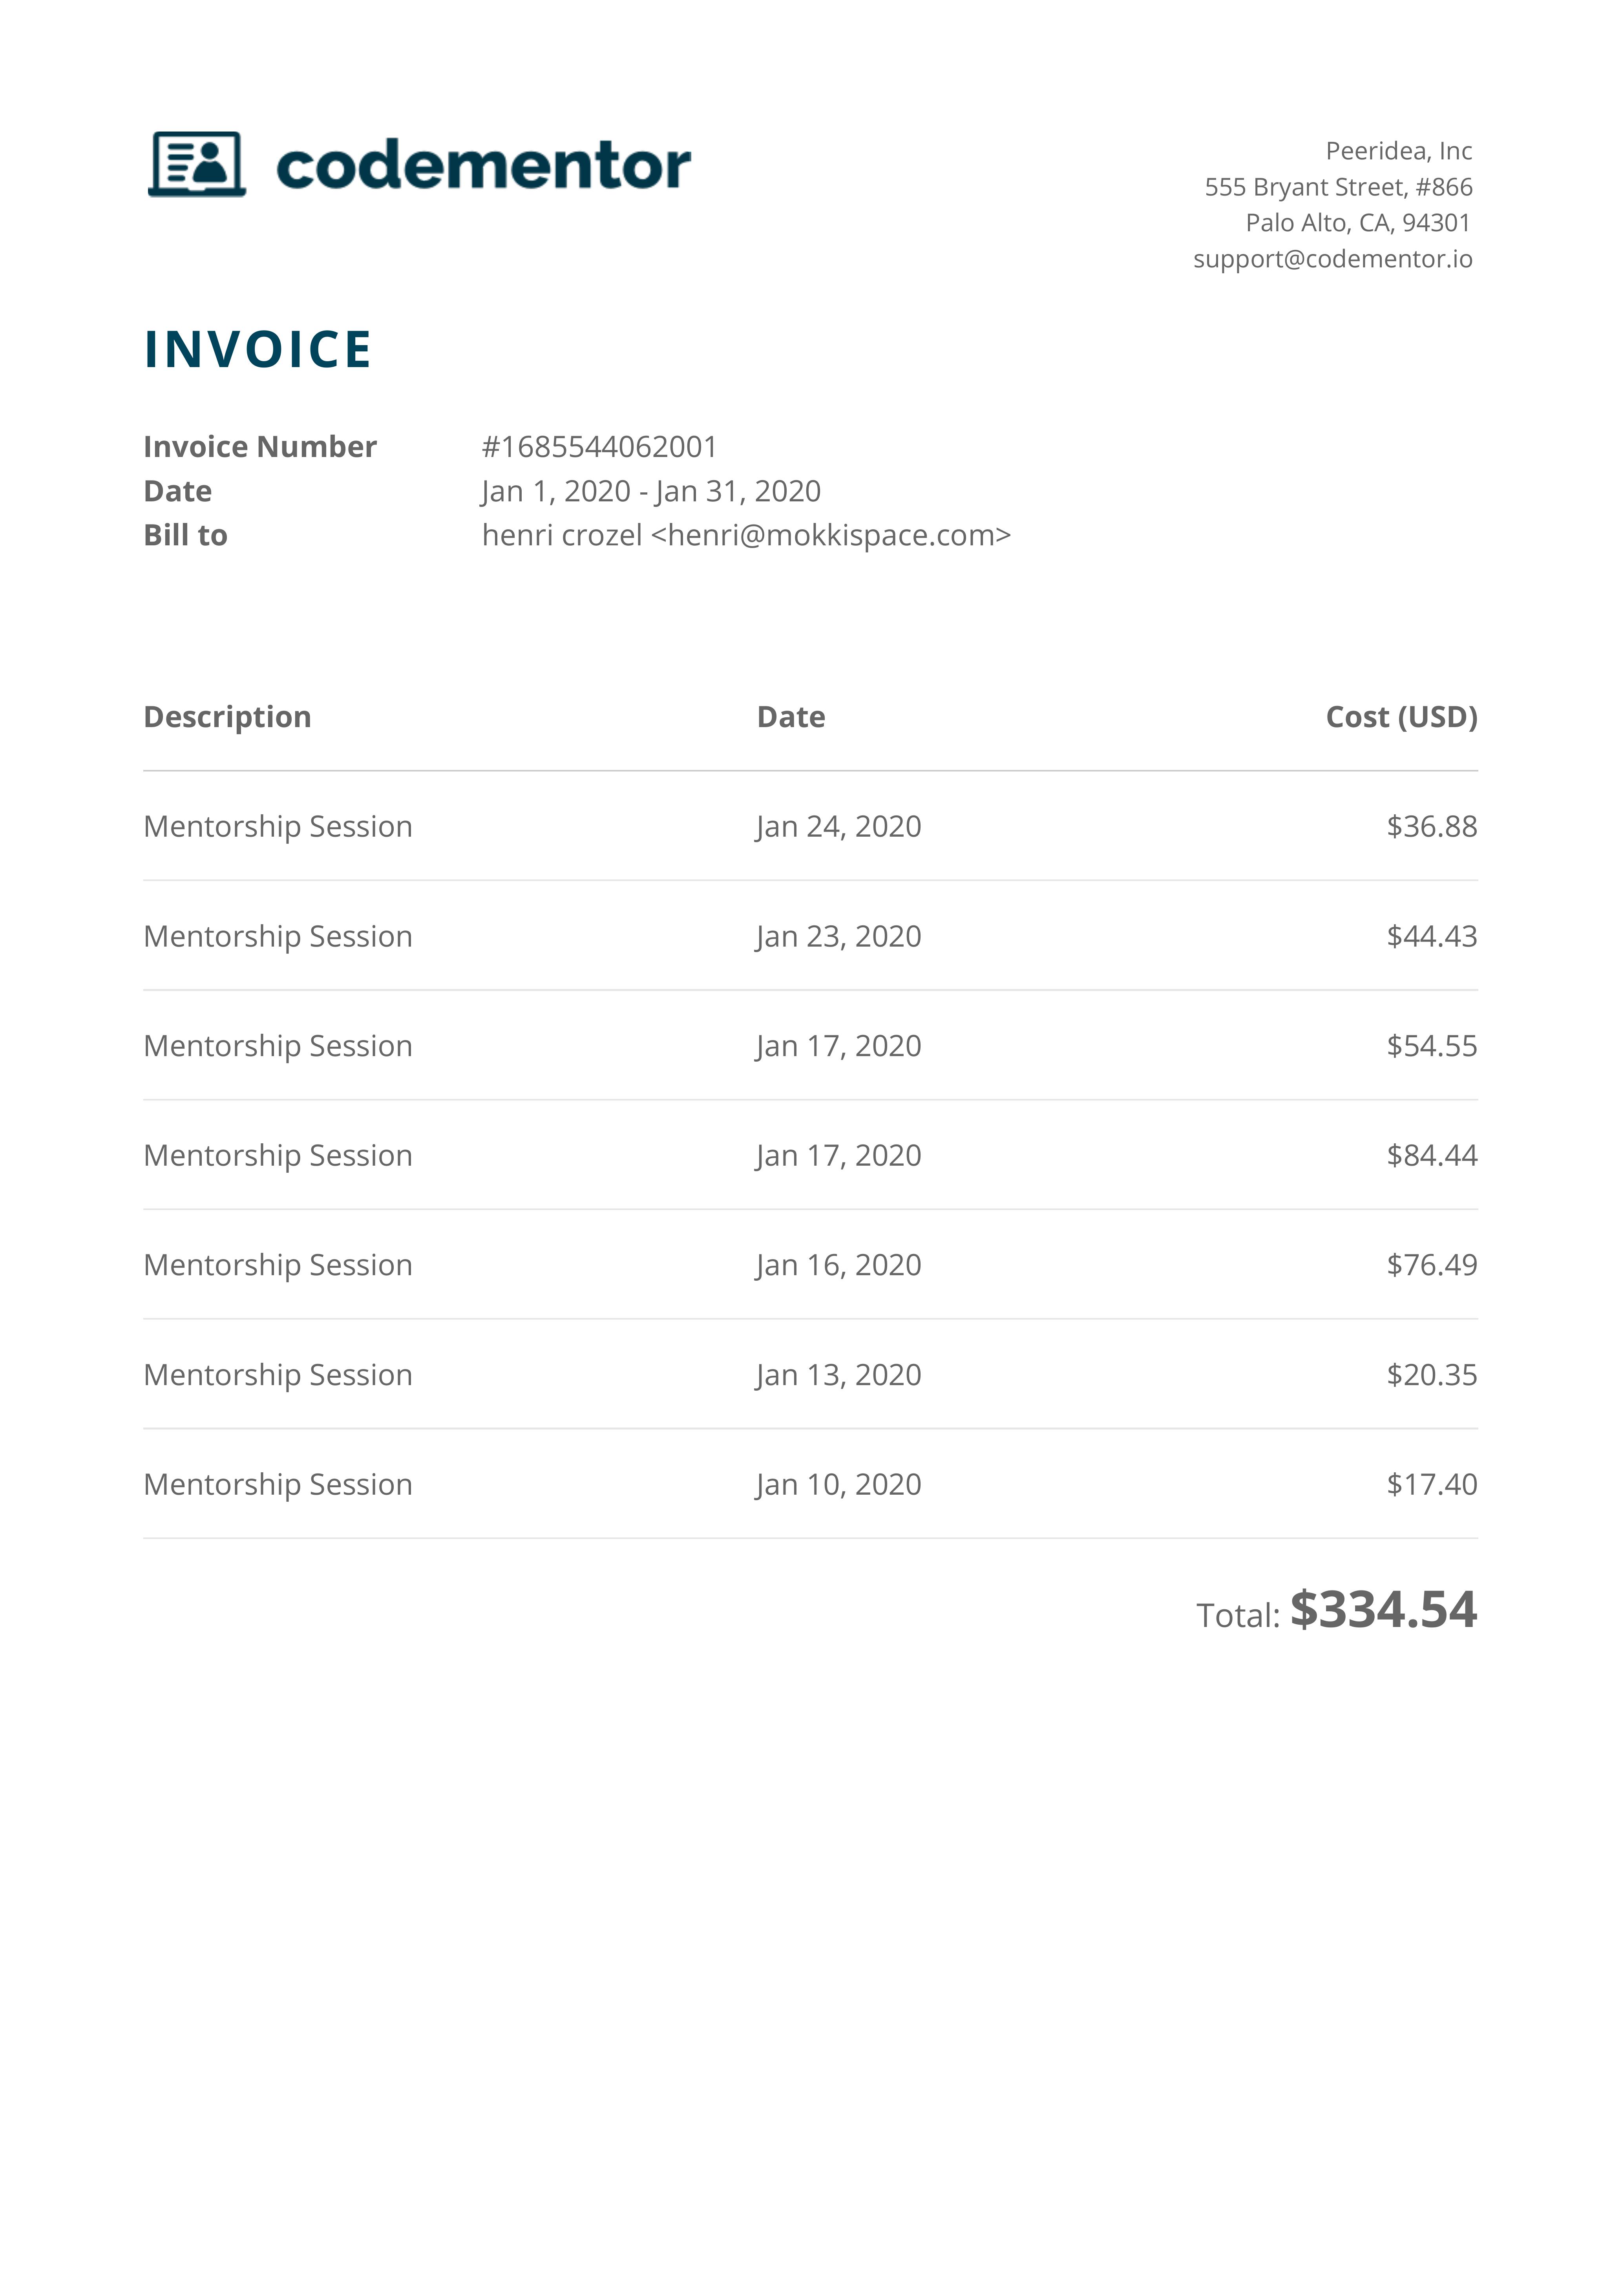 codementor
Peeridea, Inc
555 Bryant Street, #866
Palo Alto, CA, 94301
support@codementor.io
INVOICE
Invoice Number #1685544062001
Date Jan 1, 2020 - Jan 31, 2020
Bill to henri crozel <henri@mokkispace.com>
Description Date Cost (USD)
Mentorship Session Jan 24, 2020 $36.88
Mentorship Session Jan 23, 2020 $44.43
Mentorship Session Jan 17, 2020 $54.55
Mentorship Session Jan 17, 2020 $84.44
Mentorship Session Jan 16, 2020 $76.49
Mentorship Session Jan 13, 2020 $20.35
Mentorship Session Jan 10, 2020 $17.40
Total: $334.54